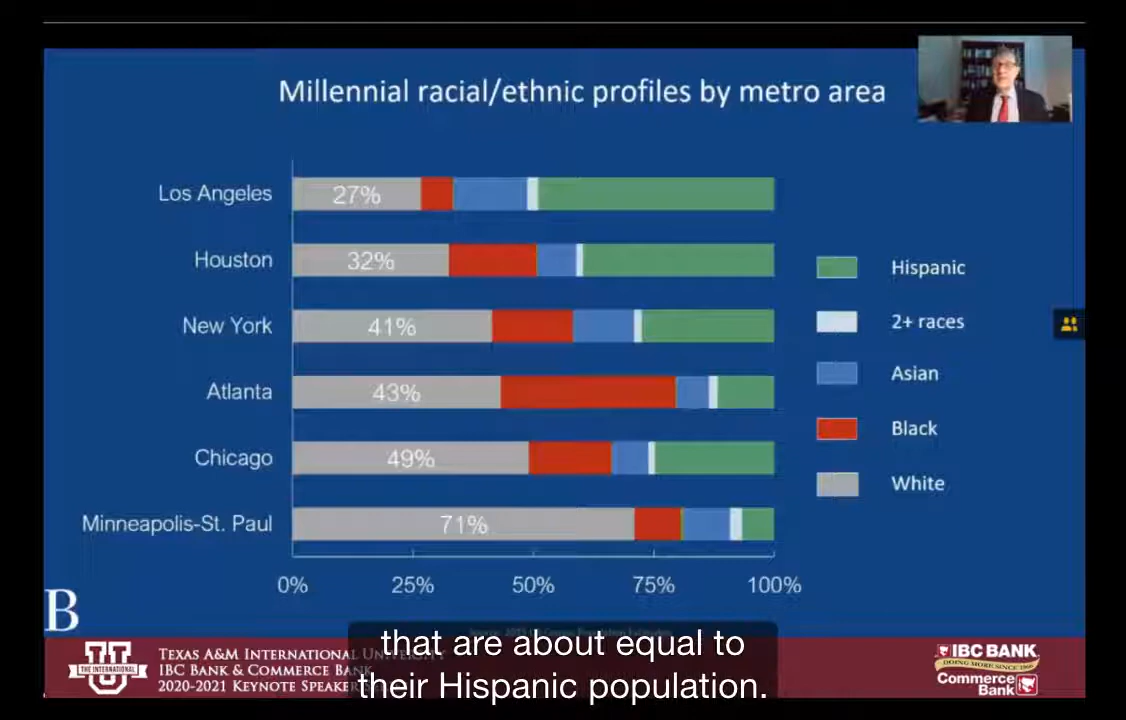 Millennial racial/ethnic profiles by metro area
Los Angeles
27%
Houston
32%
New York
41%
Atlanta
43%
Chicago
49%
Minneapolis-St. Paul
71%
0% 25% 50% 75% 100%
Hispanic
2+ races
Asian
Black
White
B
U
THE INTERNATIONAL
TEXAS A&M INTERNATIONAL UNIVERSITY
IBC BANK & COMMERCE BANK
2020-2021 KEYNOTE SPEAKER
that are about equal to
their Hispanic population.
IBC BANK
DOING MORE SINCE 1966
Commerce
Bank